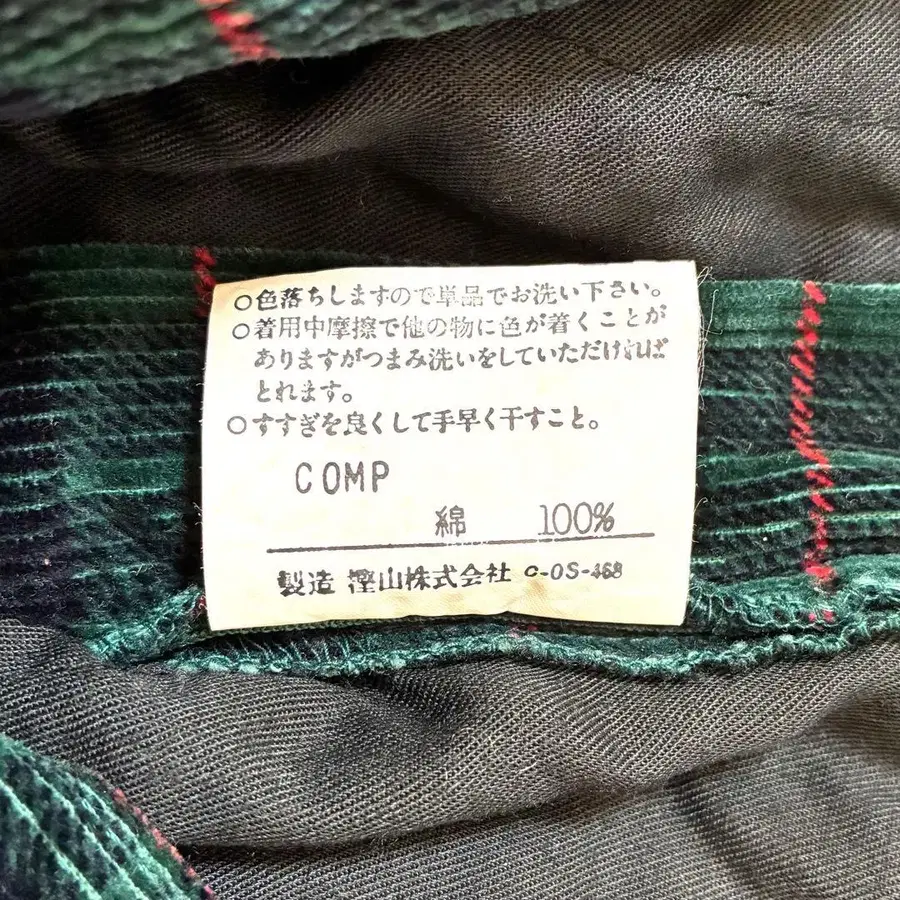 ○色落ちしますので単品でお洗い下さい。
○着用中摩擦で他の物に色が着くことが
ありますがつまみ洗いをしていただければ
とれます。
○すすぎを良くして手早く干すこと。
COMP
綿 100%
製造 樫山株式会社 C-OS-468